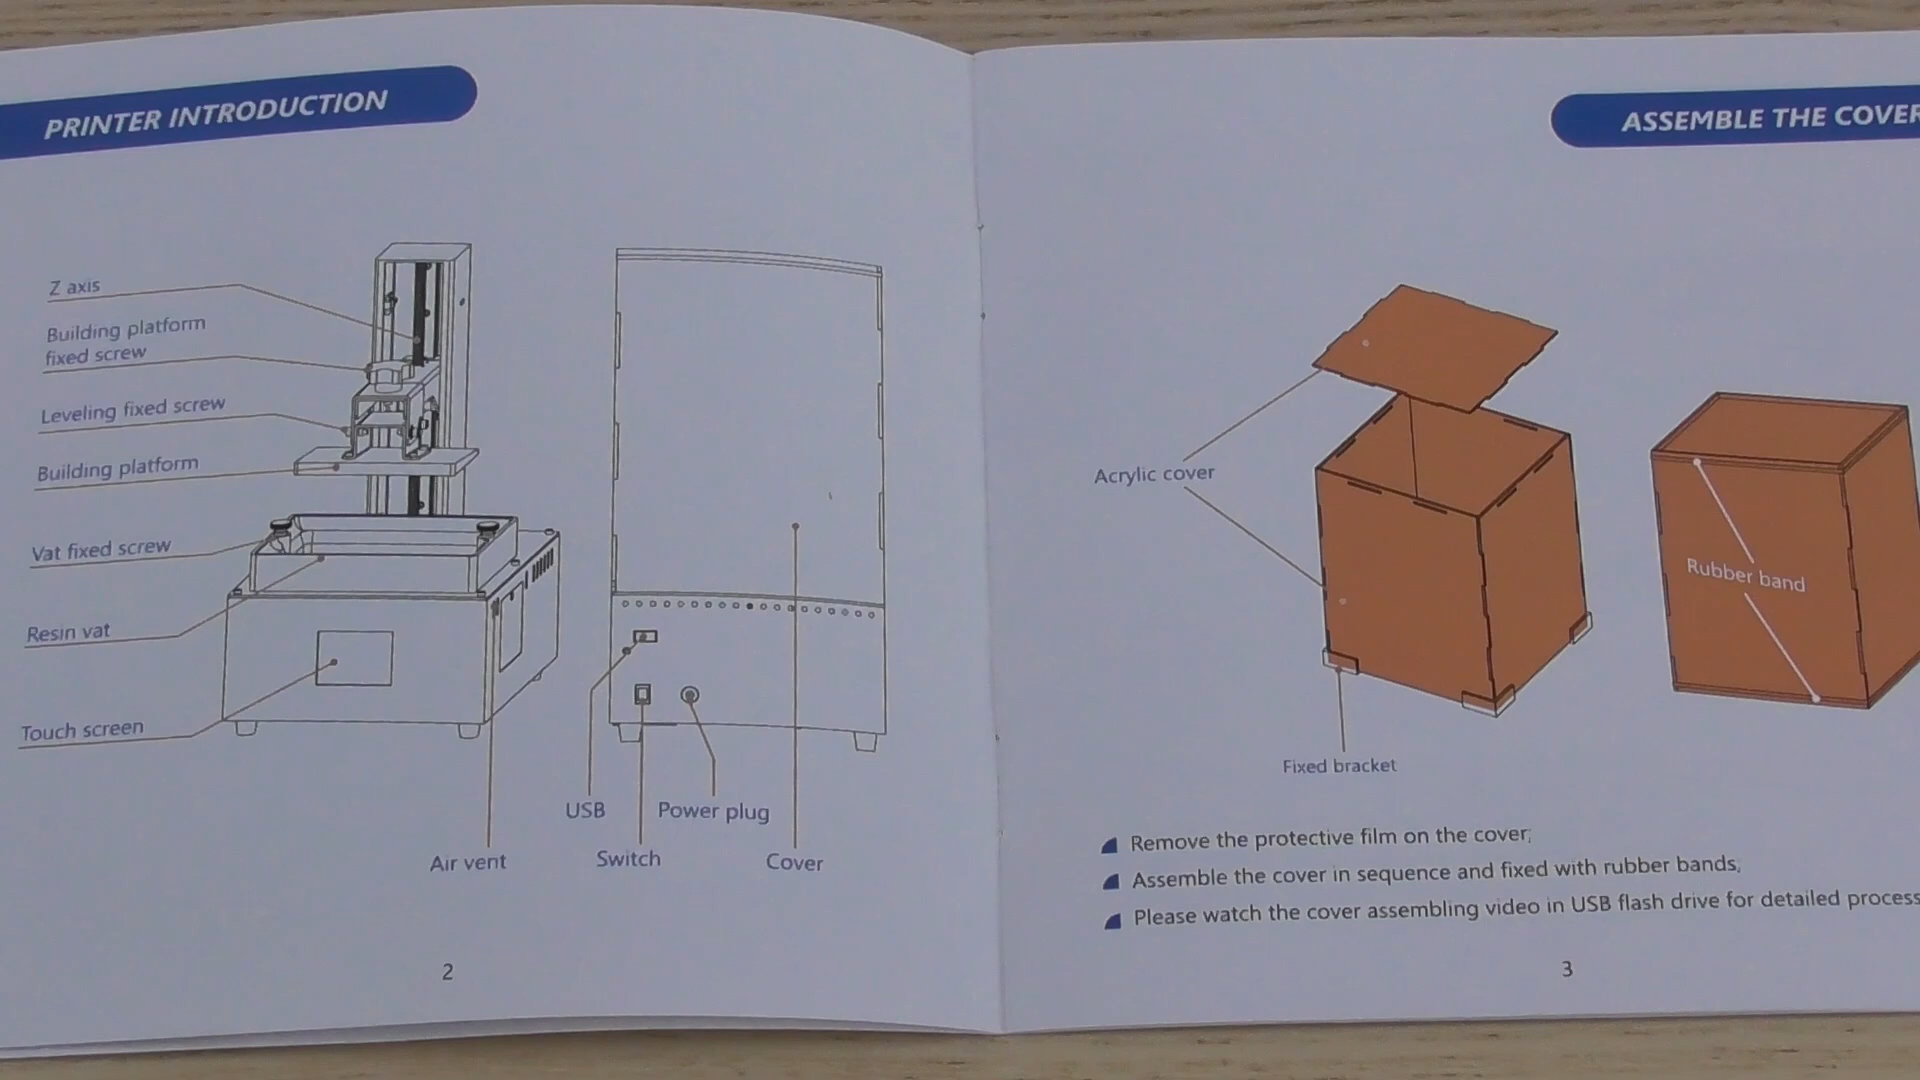 PRINTER INTRODUCTION
Z axis
Building platform
fixed screw
Leveling fixed screw
Building platform
Vat fixed screw
Resin vat
Touch screen
USB
Power plug
Air vent
Switch
Cover
2
ASSEMBLE THE COVER
Acrylic cover
Rubber band
Fixed bracket
Remove the protective film on the cover;
Assemble the cover in sequence and fixed with rubber bands;
Please watch the cover assembling video in USB flash drive for detailed process
3